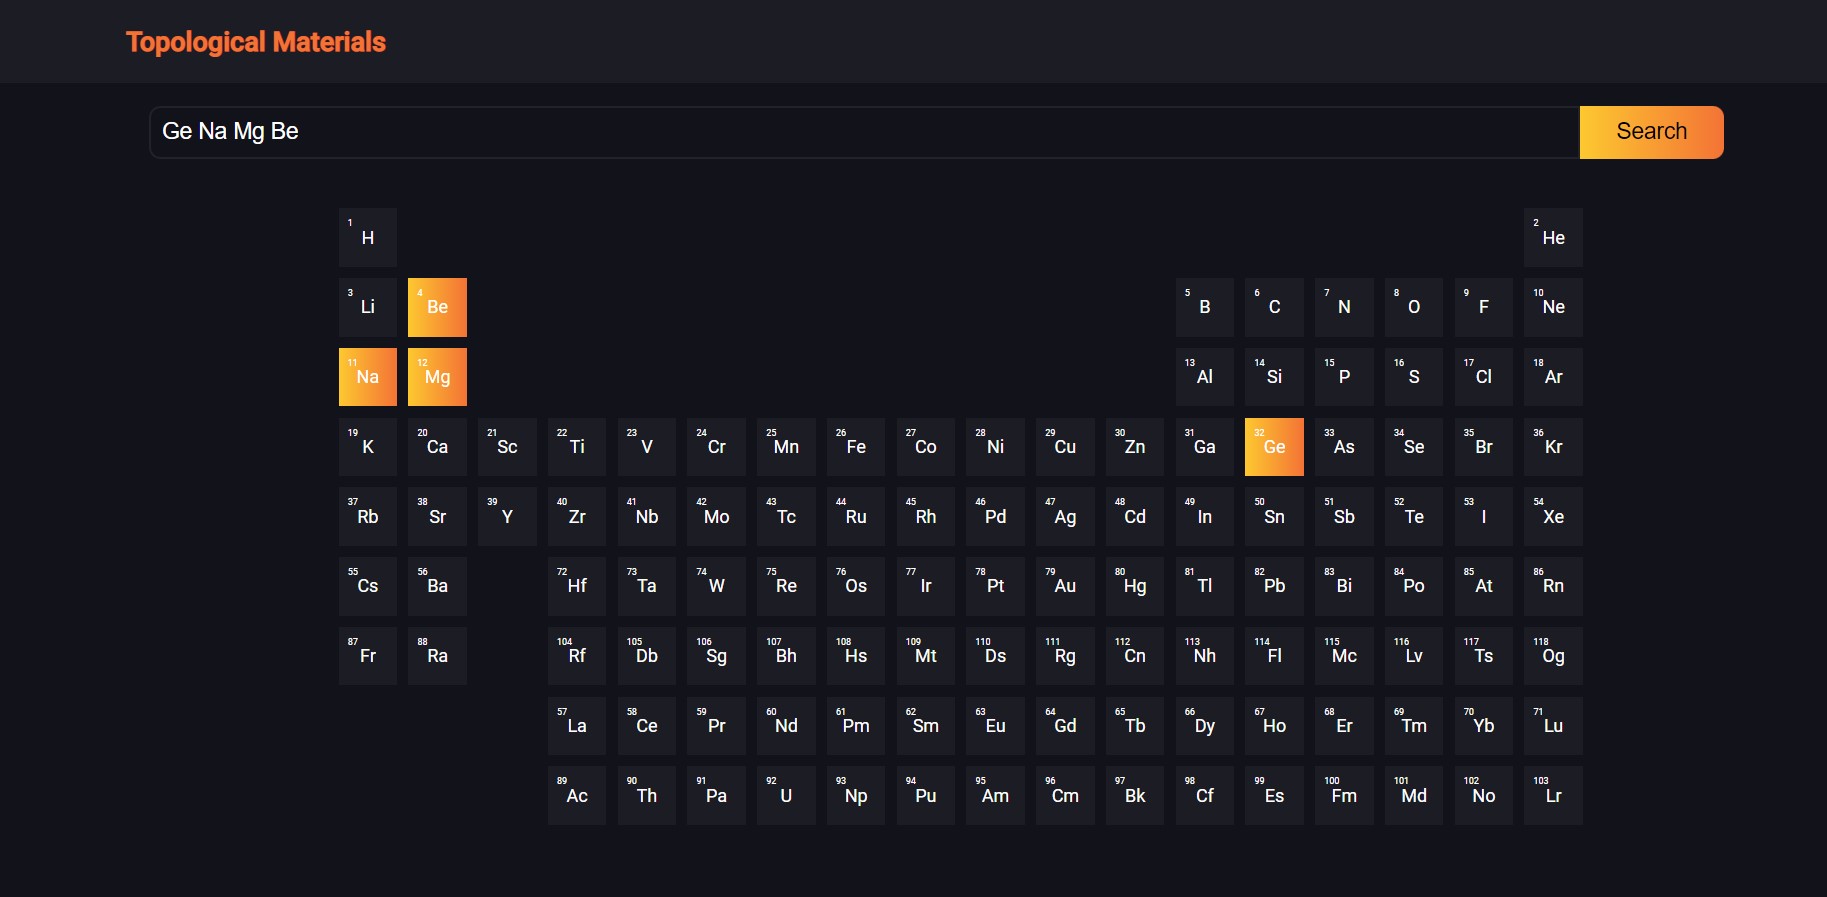 Topological Materials
Ge Na Mg Be
Search
1 H 2 He
3 Li 4 Be 5 B 6 C 7 N 8 O 9 F 10 Ne
11 Na 12 Mg 13 Al 14 Si 15 P 16 S 17 Cl 18 Ar
19 K 20 Ca 21 Sc 22 Ti 23 V 24 Cr 25 Mn 26 Fe 27 Co 28 Ni 29 Cu 30 Zn 31 Ga 32 Ge 33 As 34 Se 35 Br 36 Kr
37 Rb 38 Sr 39 Y 40 Zr 41 Nb 42 Mo 43 Tc 44 Ru 45 Rh 46 Pd 47 Ag 48 Cd 49 In 50 Sn 51 Sb 52 Te 53 I 54 Xe
55 Cs 56 Ba 72 Hf 73 Ta 74 W 75 Re 76 Os 77 Ir 78 Pt 79 Au 80 Hg 81 Tl 82 Pb 83 Bi 84 Po 85 At 86 Rn
87 Fr 88 Ra 104 Rf 105 Db 106 Sg 107 Bh 108 Hs 109 Mt 110 Ds 111 Rg 112 Cn 113 Nh 114 Fl 115 Mc 116 Lv 117 Ts 118 Og
57 La 58 Ce 59 Pr 60 Nd 61 Pm 62 Sm 63 Eu 64 Gd 65 Tb 66 Dy 67 Ho 68 Er 69 Tm 70 Yb 71 Lu
89 Ac 90 Th 91 Pa 92 U 93 Np 94 Pu 95 Am 96 Cm 97 Bk 98 Cf 99 Es 100 Fm 101 Md 102 No 103 Lr